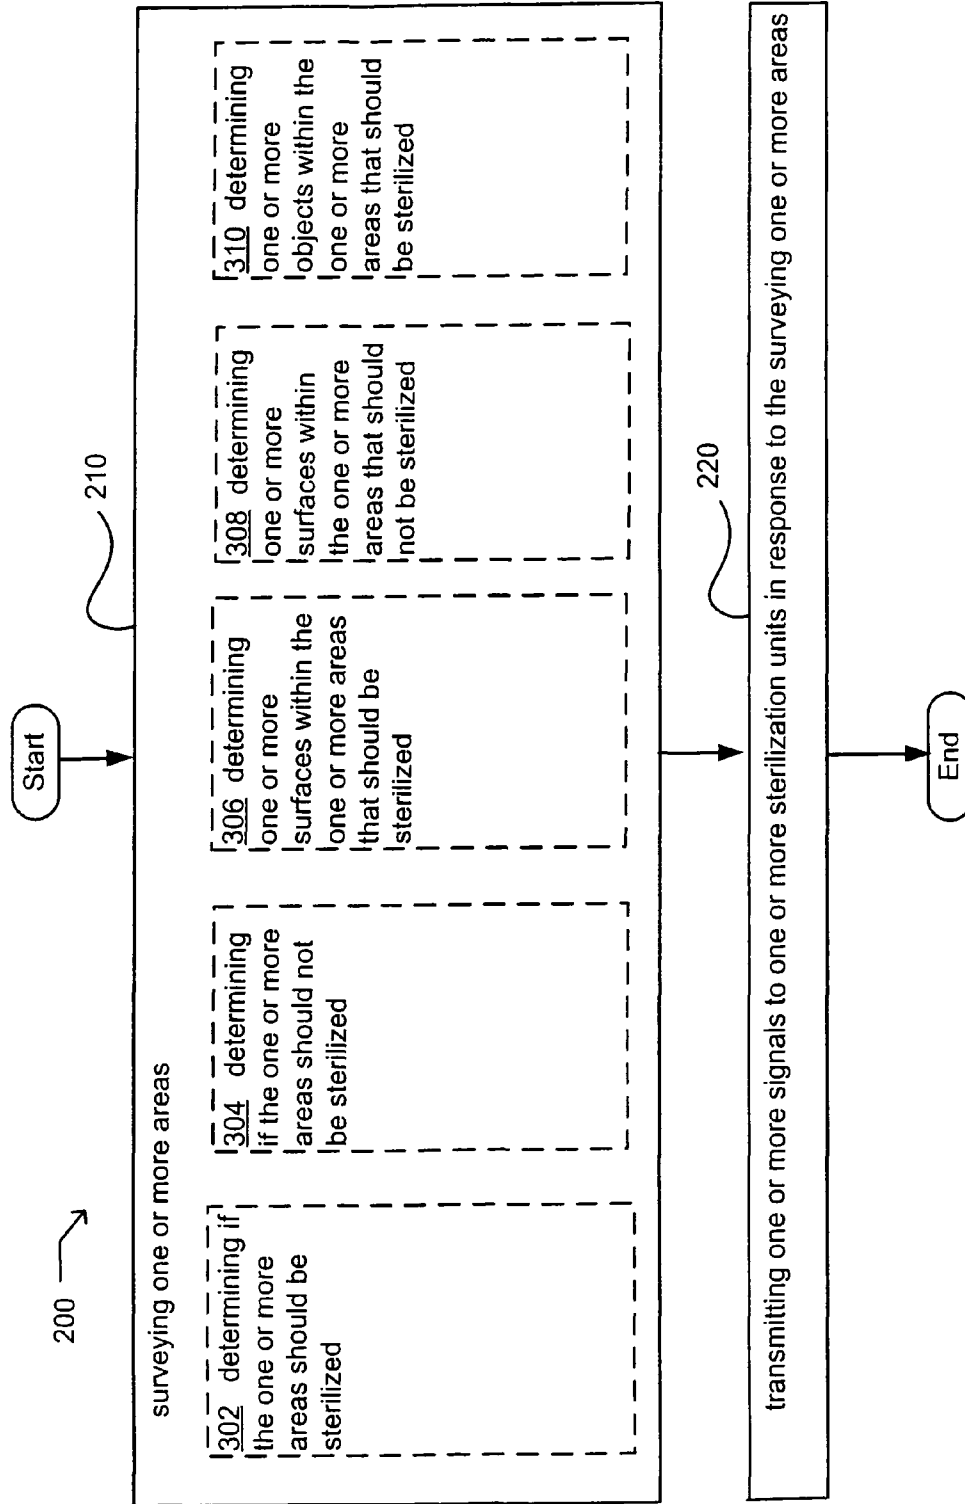 200
Start
210
surveying one or more areas
302 determining if
the one or more
areas should be
sterilized
304 determining
if the one or more
areas should not
be sterilized
306 determining
one or more
surfaces within the
one or more areas
that should be
sterilized
308 determining
one or more
surfaces within
the one or more
areas that should
not be sterilized
310 determining
one or more
objects within the
one or more
areas that should
be sterilized
220
transmitting one or more signals to one or more sterilization units in response to the surveying one or more areas
End